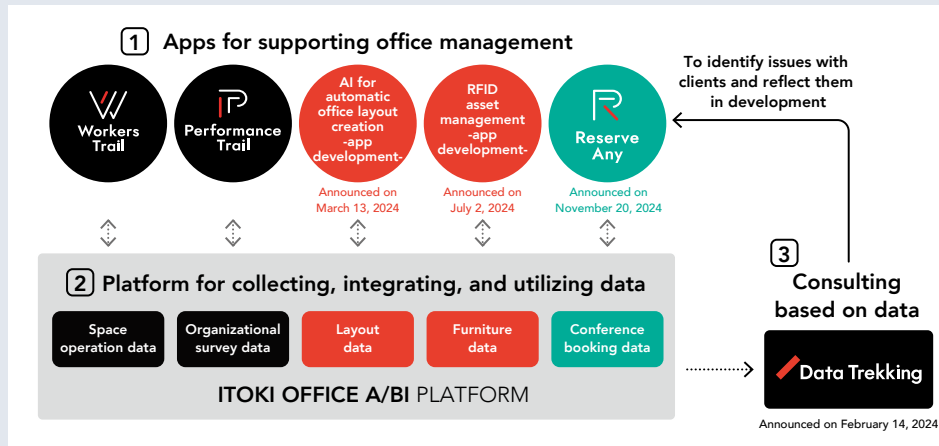 1 Apps for supporting office management
To identify issues with
clients and reflect them
in development
Workers
Trail
Performance
Trail
AI for
automatic
office layout
creation
-app
development-
RFID
asset
management
-app
development-
Reserve
Any
Announced on
March 13, 2024
Announced on
July 2, 2024
Announced on
November 20, 2024
2 Platform for collecting, integrating, and utilizing data
Space
operation data
Organizational
survey data
Layout
data
Furniture
data
Conference
booking data
ITOKI OFFICE A/BI PLATFORM
3
Consulting
based on data
Data Trekking
Announced on February 14, 2024